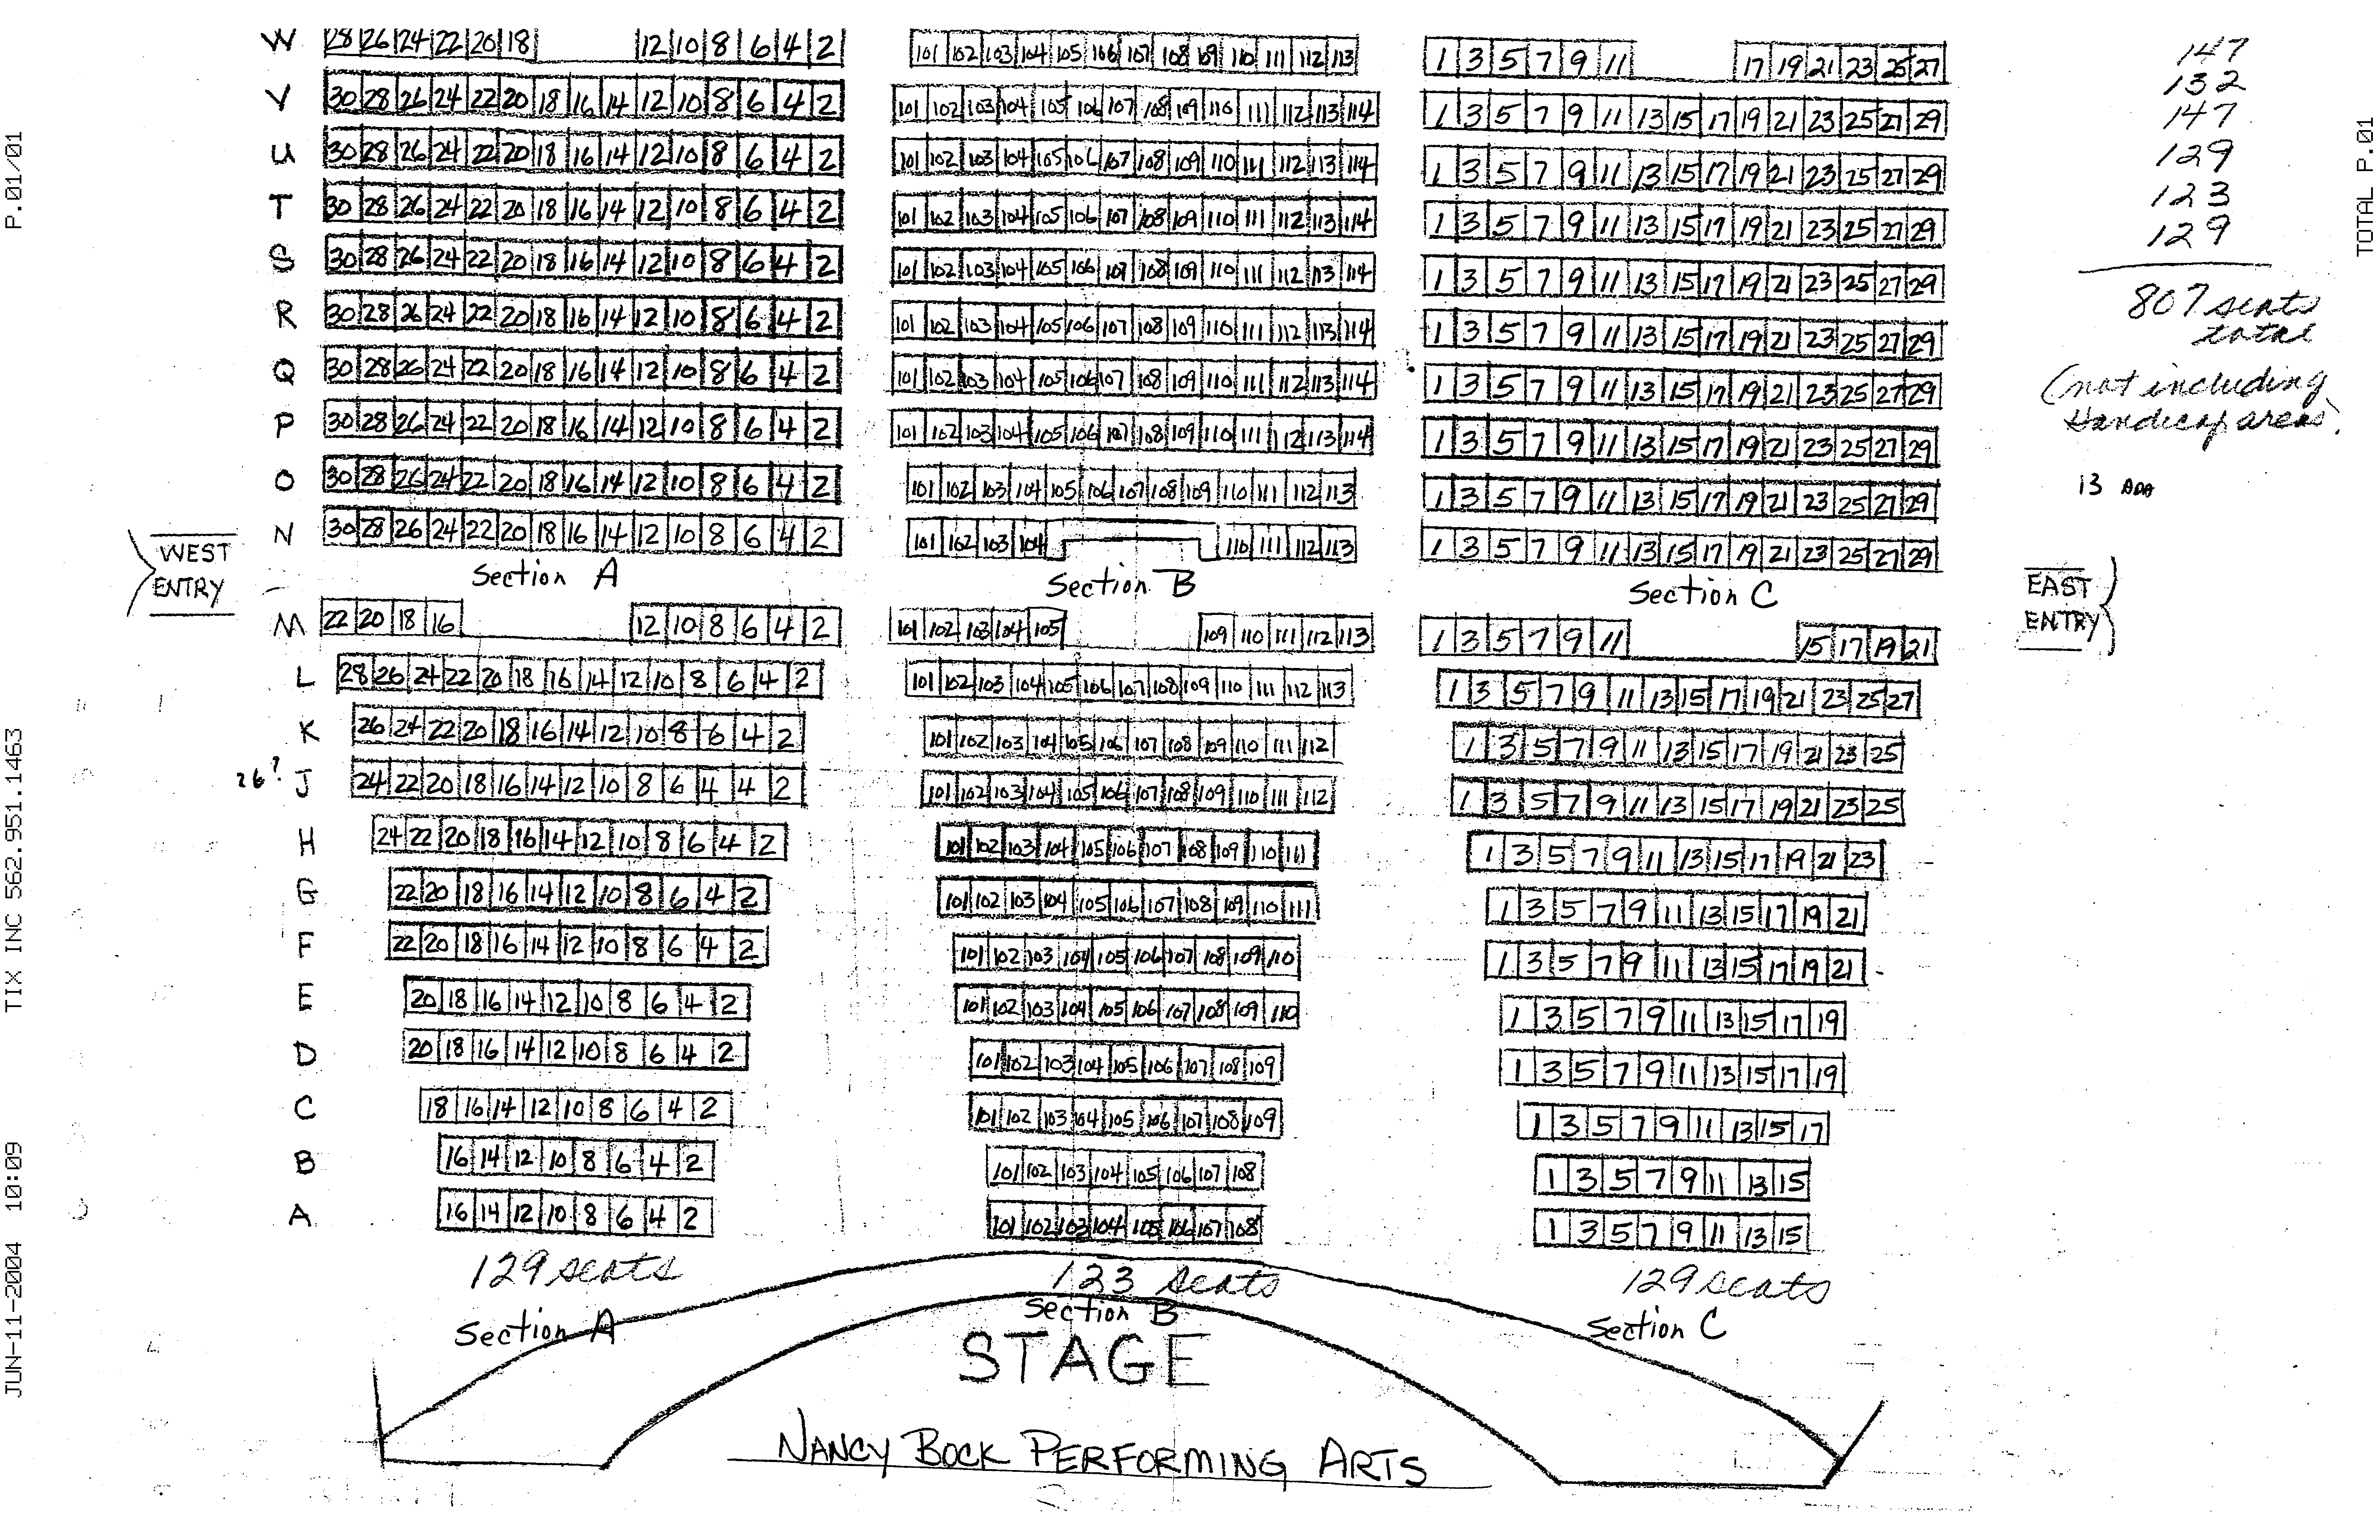 W 28 26 24 22 20 18 12 10 8 6 4 2 101 102 103 104 105 106 107 108 109 110 111 112 113 1 3 5 7 9 11 17 19 21 23 25 27
V 30 28 26 24 22 20 18 16 14 12 10 8 6 4 2 101 102 103 104 105 106 107 108 109 110 111 112 113 114 1 3 5 7 9 11 13 15 17 19 21 23 25 27 29
U 30 28 26 24 22 20 18 16 14 12 10 8 6 4 2 101 102 103 104 105 106 107 108 109 110 111 112 113 114 1 3 5 7 9 11 13 15 17 19 21 23 25 27 29
T 30 28 26 24 22 20 18 16 14 12 10 8 6 4 2 101 102 103 104 105 106 107 108 109 110 111 112 113 114 1 3 5 7 9 11 13 15 17 19 21 23 25 27 29
S 30 28 26 24 22 20 18 16 14 12 10 8 6 4 2 101 102 103 104 105 106 107 108 109 110 111 112 113 114 1 3 5 7 9 11 13 15 17 19 21 23 25 27 29
R 30 28 26 24 22 20 18 16 14 12 10 8 6 4 2 101 102 103 104 105 106 107 108 109 110 111 112 113 114 1 3 5 7 9 11 13 15 17 19 21 23 25 27 29
Q 30 28 26 24 22 20 18 16 14 12 10 8 6 4 2 101 102 103 104 105 106 107 108 109 110 111 112 113 114 1 3 5 7 9 11 13 15 17 19 21 23 25 27 29
P 30 28 26 24 22 20 18 16 14 12 10 8 6 4 2 101 102 103 104 105 106 107 108 109 110 111 112 113 114 1 3 5 7 9 11 13 15 17 19 21 23 25 27 29
O 30 28 26 24 22 20 18 16 14 12 10 8 6 4 2 101 102 103 104 105 106 107 108 109 110 111 112 113 1 3 5 7 9 11 13 15 17 19 21 23 25 27 29
N 30 28 26 24 22 20 18 16 14 12 10 8 6 4 2 101 102 103 104 110 111 112 113 1 3 5 7 9 11 13 15 17 19 21 23 25 27 29
Section A Section B Section C
M 22 20 18 16 12 10 8 6 4 2 101 102 103 104 105 109 110 111 112 113 1 3 5 7 9 11 15 17 19 21
L 28 26 24 22 20 18 16 14 12 10 8 6 4 2 101 102 103 104 105 106 107 108 109 110 111 112 113 1 3 5 7 9 11 13 15 17 19 21 23 25 27
K 26 24 22 20 18 16 14 12 10 8 6 4 2 101 102 103 104 105 106 107 108 109 110 111 112 1 3 5 7 9 11 13 15 17 19 21 23 25
26? J 24 22 20 18 16 14 12 10 8 6 4 4 2 101 102 103 104 105 106 107 108 109 110 111 112 1 3 5 7 9 11 13 15 17 19 21 23 25
H 24 22 20 18 16 14 12 10 8 6 4 2 101 102 103 104 105 106 107 108 109 110 111 1 3 5 7 9 11 13 15 17 19 21 23
G 22 20 18 16 14 12 10 8 6 4 2 101 102 103 104 105 106 107 108 109 110 111 1 3 5 7 9 11 13 15 17 19 21
F 22 20 18 16 14 12 10 8 6 4 2 101 102 103 104 105 106 107 108 109 110 1 3 5 7 9 11 13 15 17 19 21
E 20 18 16 14 12 10 8 6 4 2 101 102 103 104 105 106 107 108 109 110 1 3 5 7 9 11 13 15 17 19
D 20 18 16 14 12 10 8 6 4 2 101 102 103 104 105 106 107 108 109 1 3 5 7 9 11 13 15 17 19
C 18 16 14 12 10 8 6 4 2 101 102 103 104 105 106 107 108 109 1 3 5 7 9 11 13 15 17
B 16 14 12 10 8 6 4 2 101 102 103 104 105 106 107 108 1 3 5 7 9 11 13 15
A 16 14 12 10 8 6 4 2 101 102 103 104 105 106 107 108 1 3 5 7 9 11 13 15
129 seats 123 seats 129 seats
Section A Section B Section C
STAGE
NANCY BOCK PERFORMING ARTS
WEST
ENTRY
EAST
ENTRY
147
132
147
129
123
129
807 seats
total
(not including
Handicap areas)
13 ADA
JUN-11-2004 10:09 TIX INC 562.951.1463 P.01/01
TOTAL P.01